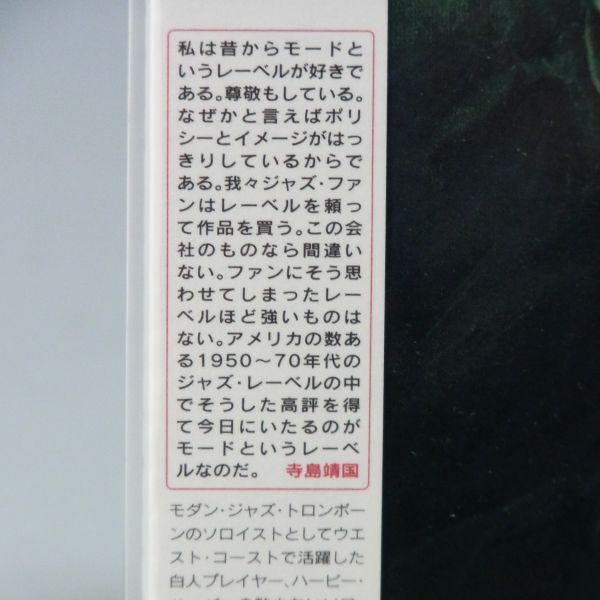 私は昔からモードと
いうレーベルが好きで
ある。尊敬もしている。
なぜかと言えばポリ
シーとイメージがはっ
きりしているからで
ある。我々ジャズ・ファ
ンはレーベルを頼っ
て作品を買う。この会
社のものなら間違い
ない。ファンにそう思
わせてしまったレー
ベルほど強いものは
ない。アメリカの数あ
る1950〜70年代の
ジャズ・レーベルの中
でそうした高評を得
て今日にいたるのが
モードというレーベ
ルなのだ。 寺島靖国
モダン・ジャズ・トロンボー
ンのソロイストとしてウエ
スト・コーストで活躍した
白人プレイヤー、ハービー・